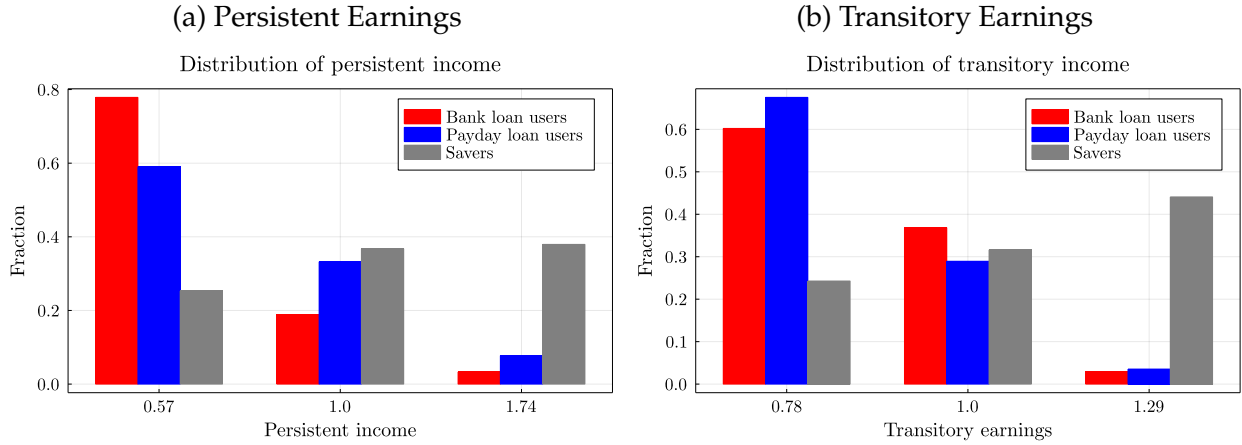 (a) Persistent Earnings
Distribution of persistent income
Fraction
0.8
0.6
0.4
0.2
0.0
Bank loan users
Payday loan users
Savers
0.57 1.0 1.74
Persistent income
(b) Transitory Earnings
Distribution of transitory income
Fraction
0.6
0.5
0.4
0.3
0.2
0.1
0.0
Bank loan users
Payday loan users
Savers
0.78 1.0 1.29
Transitory earnings